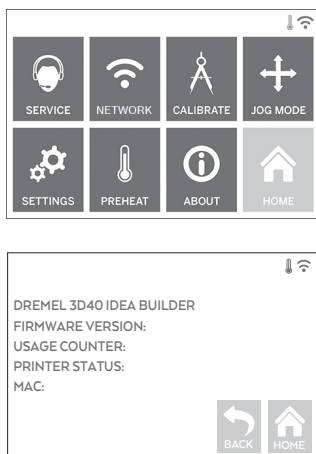 SERVICE NETWORK CALIBRATE JOG MODE
SETTINGS PREHEAT ABOUT HOME
DREMEL 3D40 IDEA BUILDER
FIRMWARE VERSION:
USAGE COUNTER:
PRINTER STATUS:
MAC:
BACK HOME